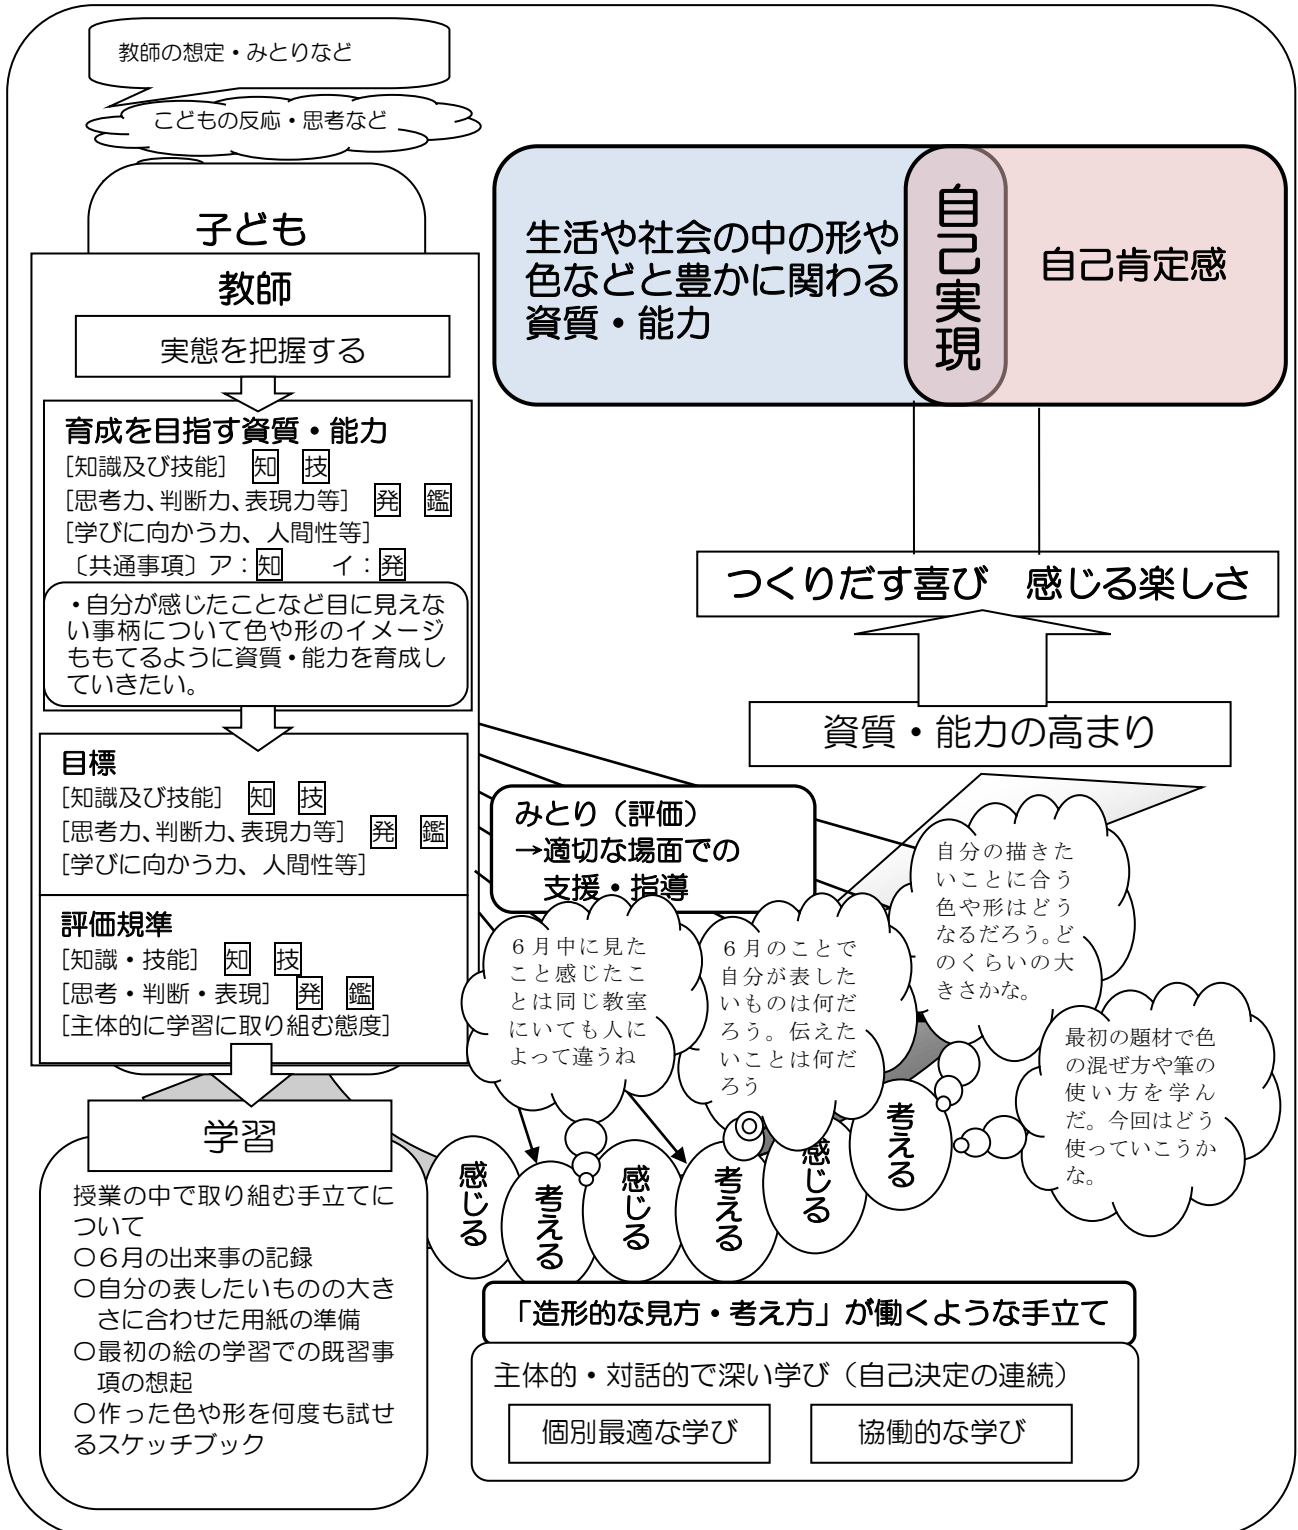 教師の想定・みとりなど
こどもの反応・思考など
子ども
教師
実態を把握する
育成を目指す資質・能力
[知識及び技能] 知 技
[思考力、判断力、表現力等] 発 鑑
[学びに向かう力、人間性等]
〔共通事項〕ア：知 イ：発
・自分が感じたことなど目に見えな
い事柄について色や形のイメージ
ももてるように資質・能力を育成し
ていきたい。
目標
[知識及び技能] 知 技
[思考力、判断力、表現力等] 発 鑑
[学びに向かう力、人間性等]
評価規準
[知識・技能] 知 技
[思考・判断・表現] 発 鑑
[主体的に学習に取り組む態度]
学習
授業の中で取り組む手立てに
ついて
〇６月の出来事の記録
〇自分の表したいものの大き
さに合わせた用紙の準備
〇最初の絵の学習での既習事
項の想起
〇作った色や形を何度も試せ
るスケッチブック
生活や社会の中の形や
色などと豊かに関わる
資質・能力
自己実現
自己肯定感
つくりだす喜び　感じる楽しさ
資質・能力の高まり
みとり（評価）
→適切な場面での
支援・指導
６月中に見た
こと感じたこ
とは同じ教室
にいても人に
よって違うね
６月のことで
自分が表した
いものは何だ
ろう。伝えた
いことは何だ
ろう
自分の描きた
いことに合う
色や形はどう
なるだろう。ど
のくらいの大
きさかな。
最初の題材で色
の混ぜ方や筆の
使い方を学ん
だ。今回はどう
使っていこうか
な。
感じる
考える
感じる
考える
感じる
考える
「造形的な見方・考え方」が働くような手立て
主体的・対話的で深い学び（自己決定の連続）
個別最適な学び
協働的な学び